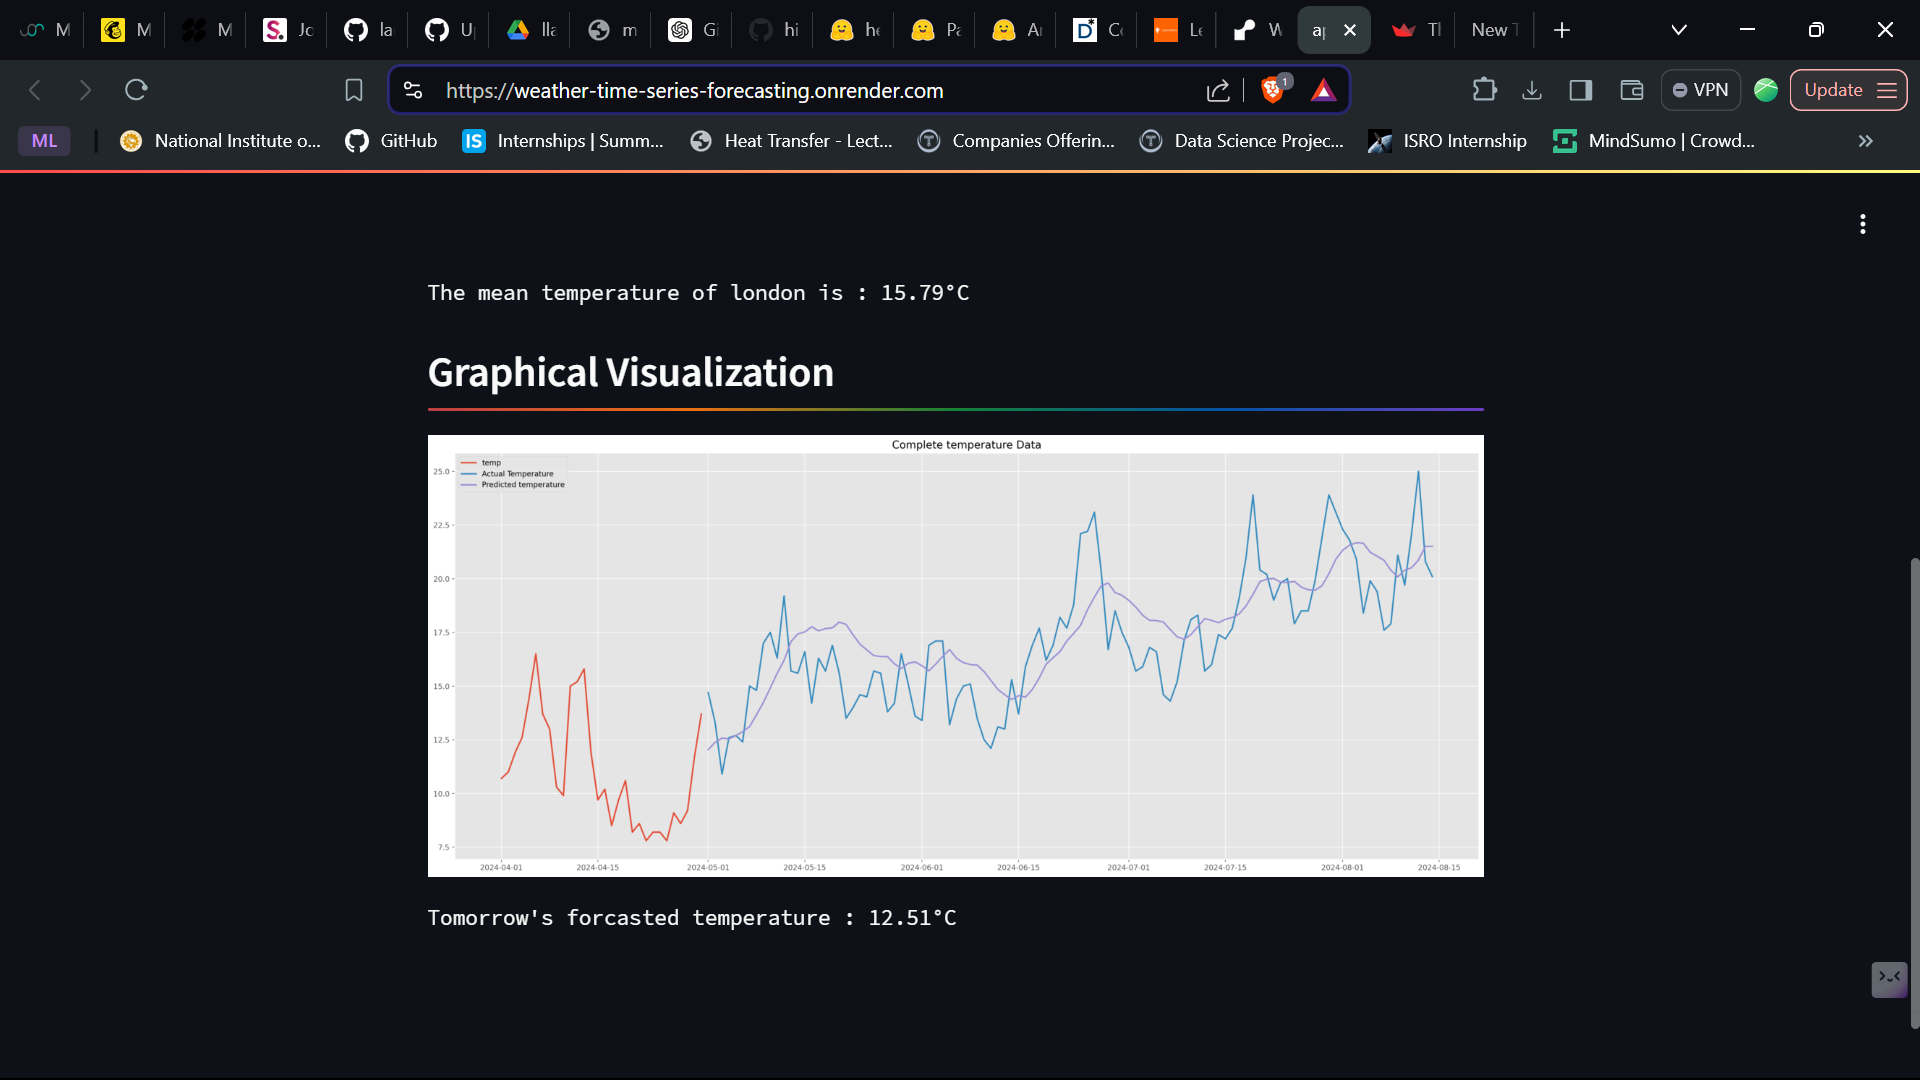 M M M Jo la U lla m Gi hi he Pa Ar Co Le W ap Tl New T
https://weather-time-series-forecasting.onrender.com 1 VPN Update
ML National Institute o... GitHub IS Internships | Summ... Heat Transfer - Lect... Companies Offerin... Data Science Projec... ISRO Internship MindSumo | Crowd...
The mean temperature of london is : 15.79°C
Graphical Visualization
Complete temperature Data
temp
Actual Temperature
Predicted temperature
25.0
22.5
20.0
17.5
15.0
12.5
10.0
7.5
2024-04-01 2024-04-15 2024-05-01 2024-05-15 2024-06-01 2024-06-15 2024-07-01 2024-07-15 2024-08-01 2024-08-15
Tomorrow's forcasted temperature : 12.51°C